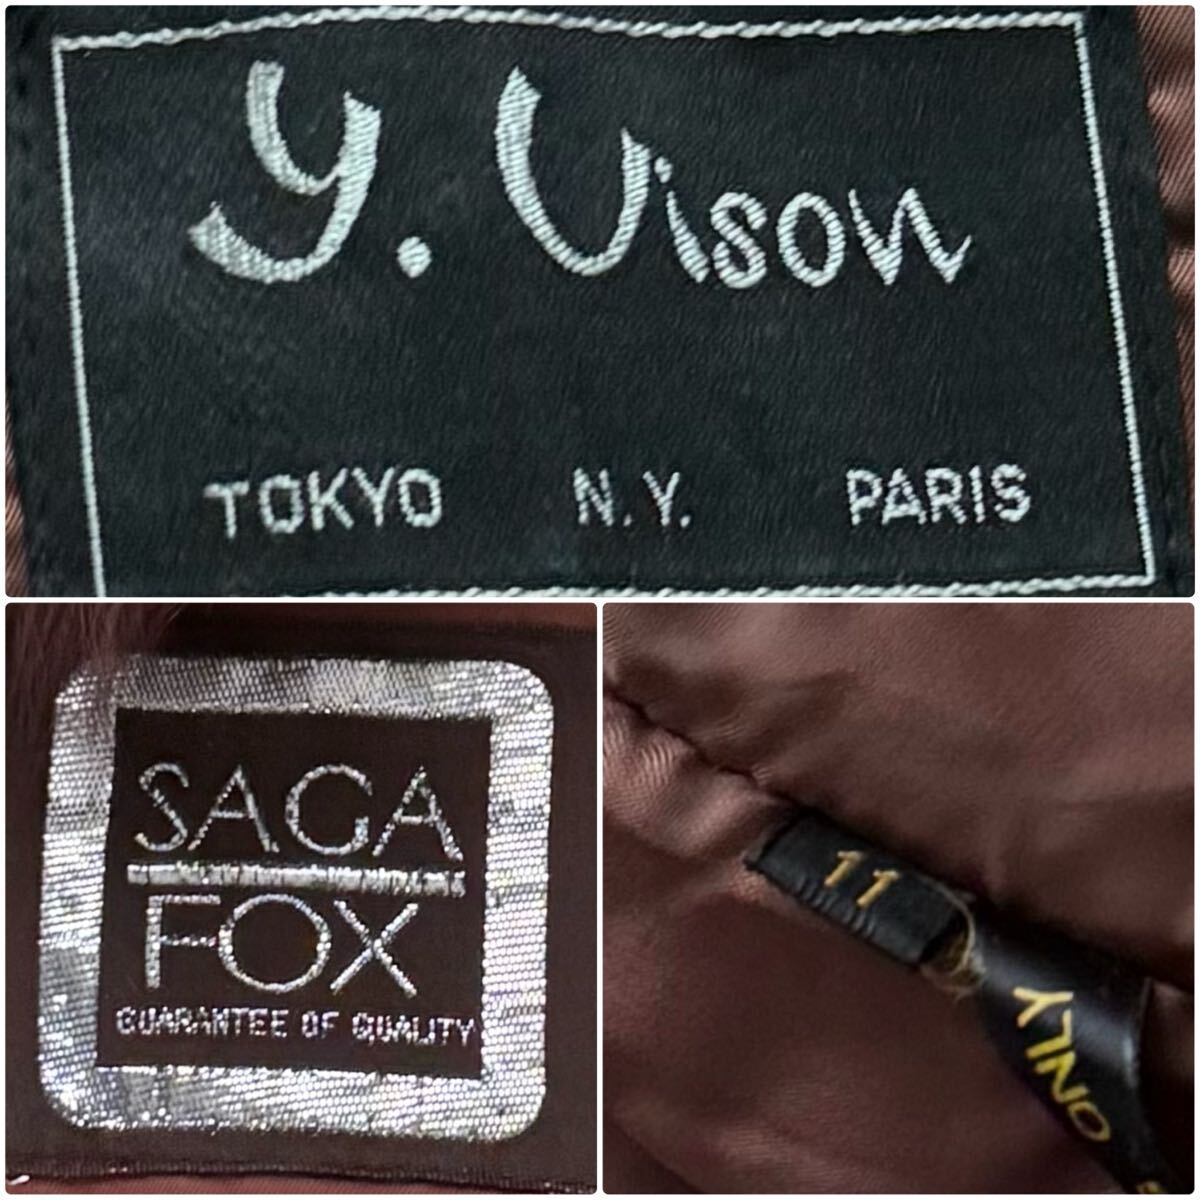 y. Vison
TOKYO N.Y. PARIS
SAGA
FOX
GUARANTEE OF QUALITY
11
ONLY